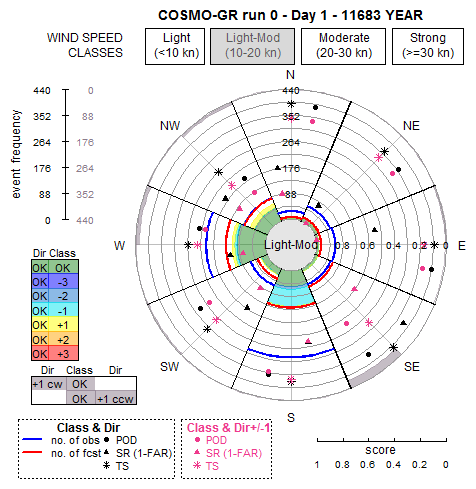 COSMO-GR run 0 - Day 1 - 11683 YEAR
WIND SPEED CLASSES
Light (<10 kn)
Light-Mod (10-20 kn)
Moderate (20-30 kn)
Strong (>=30 kn)
event frequency
440 0
352 88
264 176
176 264
88 352
0 440
N
NE
E
SE
S
SW
W
NW
440
352
264
176
88
Light-Mod
0.8 0.6 0.4 0.2 0
Dir Class
OK OK
OK -3
OK -2
OK -1
OK +1
OK +2
OK +3
Dir Class Dir
+1 cw OK
OK +1 ccw
Class & Dir
no. of obs POD
no. of fcst SR (1-FAR)
TS
Class & Dir+/-1
POD
SR (1-FAR)
TS
score
1 0.8 0.6 0.4 0.2 0